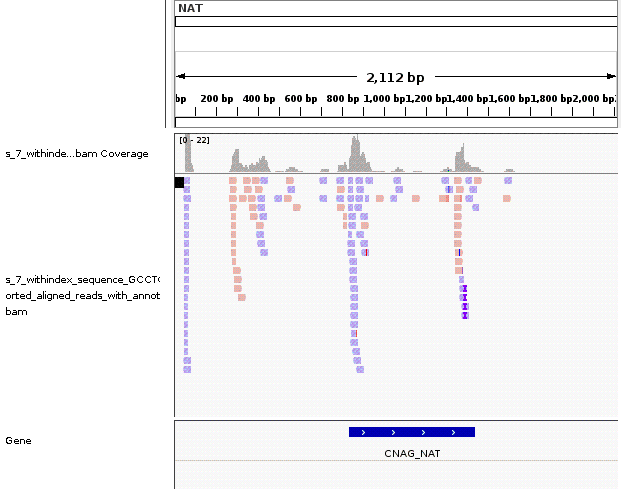 NAT
2,112 bp
bp 200 bp 400 bp 600 bp 800 bp 1,000 bp 1,200 bp 1,400 bp 1,600 bp 1,800 bp 2,000 bp
[0 - 22]
s_7_withinde...bam Coverage
s_7_withindex_sequence_GCCT
orted_aligned_reads_with_annot
bam
Gene
CNAG_NAT